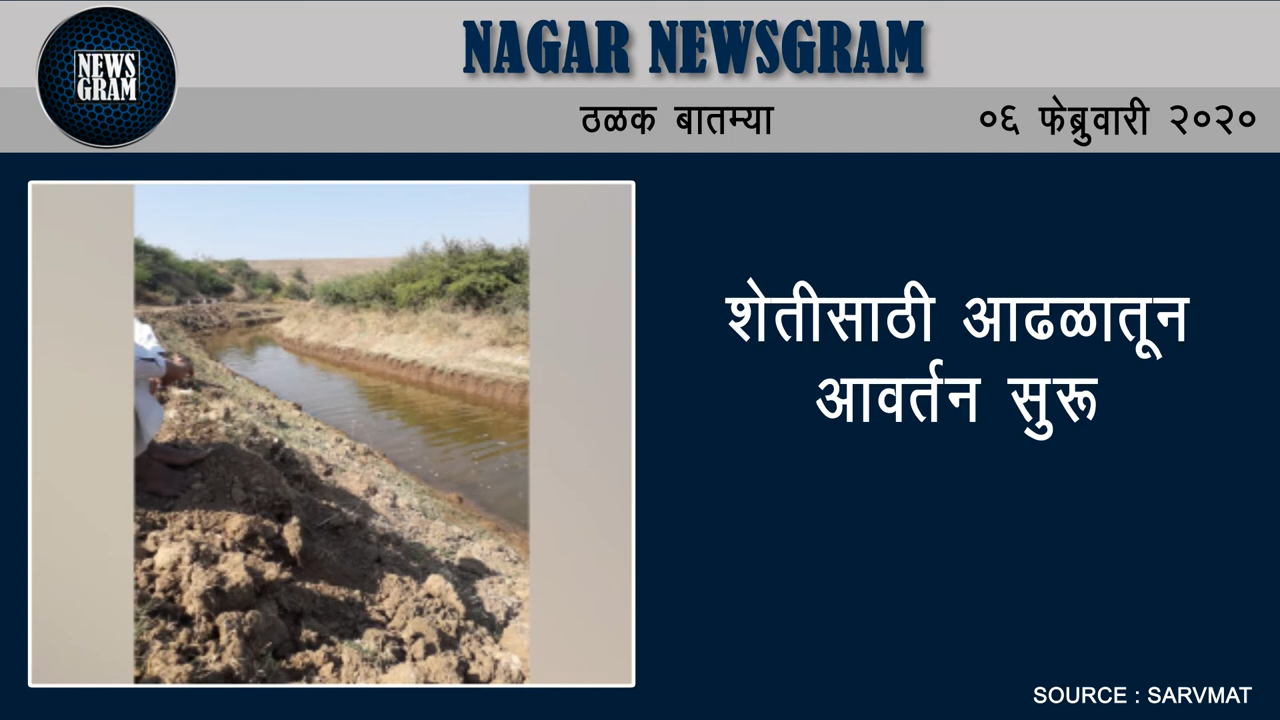 NEWS
GRAM
NAGAR NEWSGRAM
ठळक बातम्या
०६ फेब्रुवारी २०२०
शेतीसाठी आढळातून
आवर्तन सुरू
SOURCE : SARVMAT